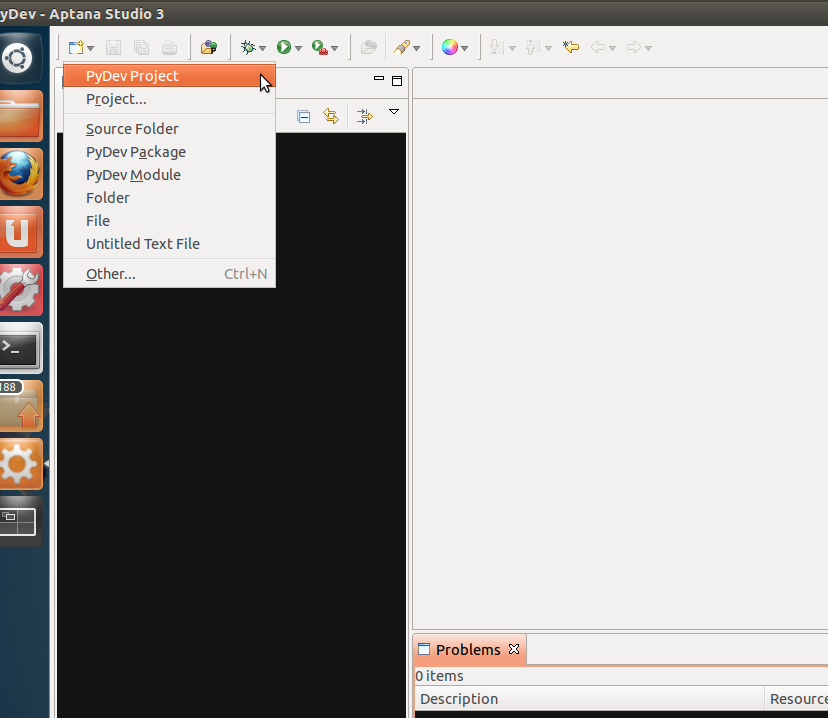 yDev - Aptana Studio 3
PyDev Project
Project...
Source Folder
PyDev Package
PyDev Module
Folder
File
Untitled Text File
Other... Ctrl+N
>_
188
Problems
0 items
Description Resource